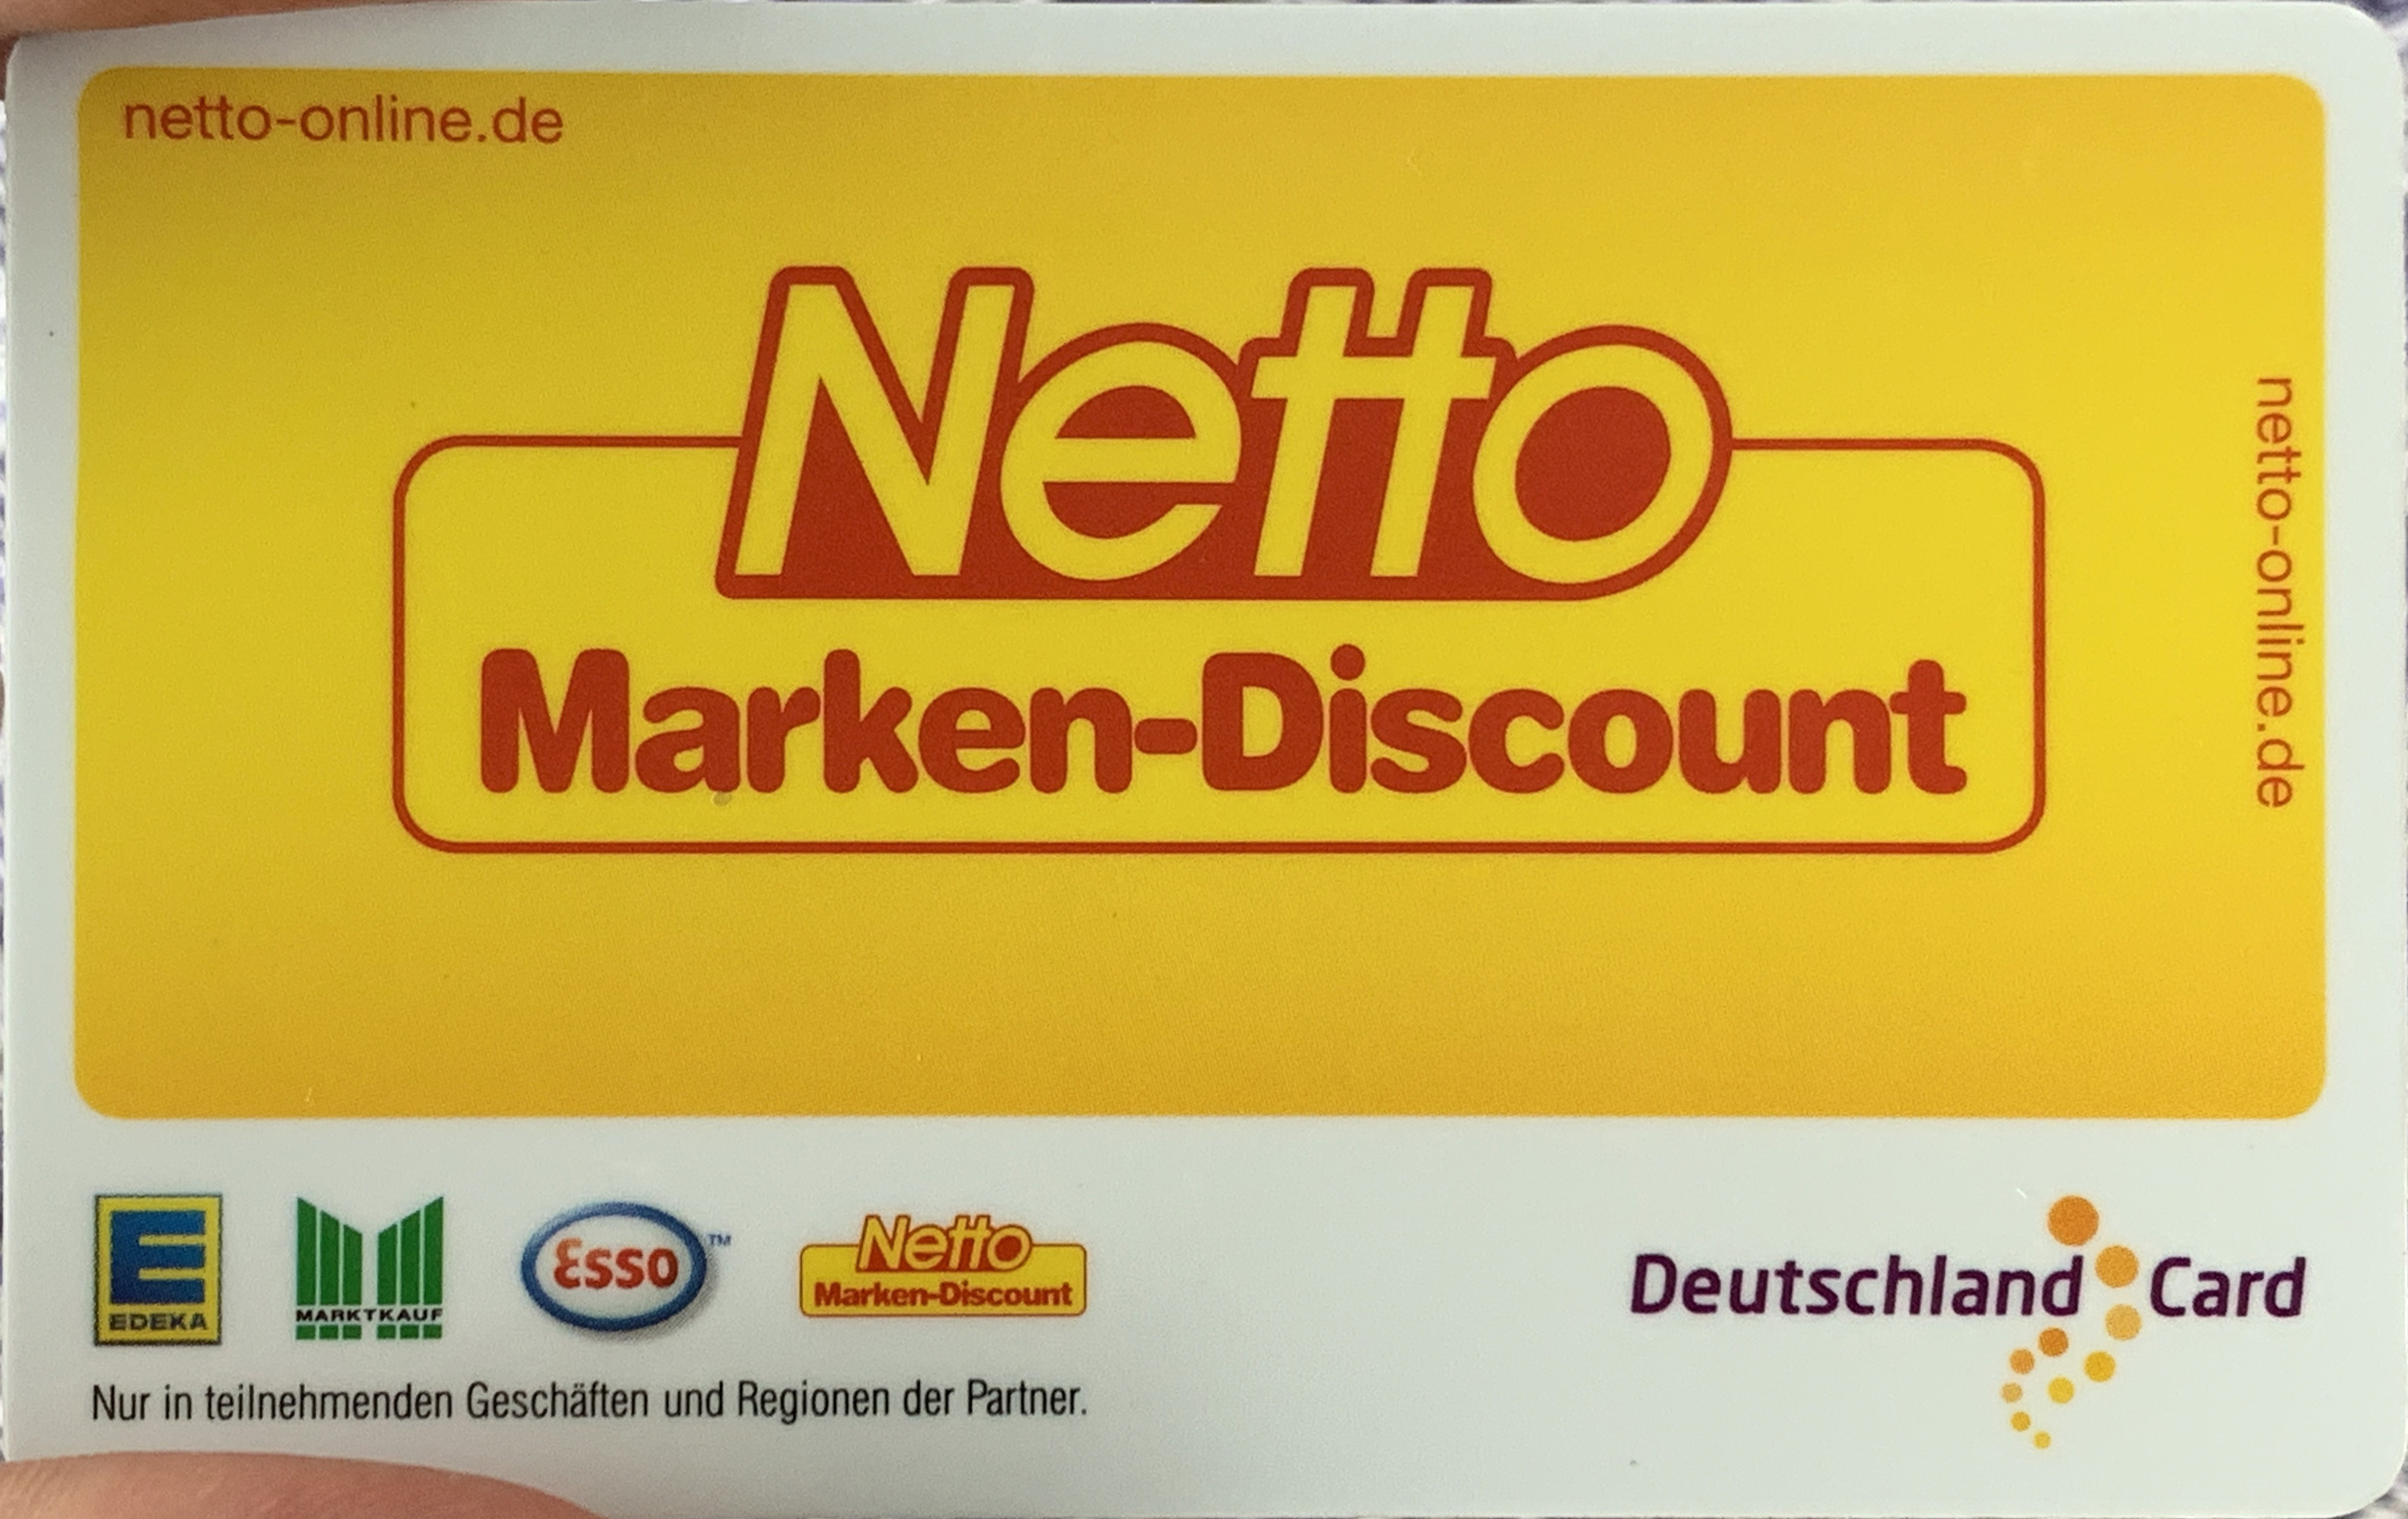 netto-online.de
Netto
Marken-Discount
netto-online.de
EDEKA
MARKTKAUF
Esso ™
Netto
Marken-Discount
Deutschland Card
Nur in teilnehmenden Geschäften und Regionen der Partner.